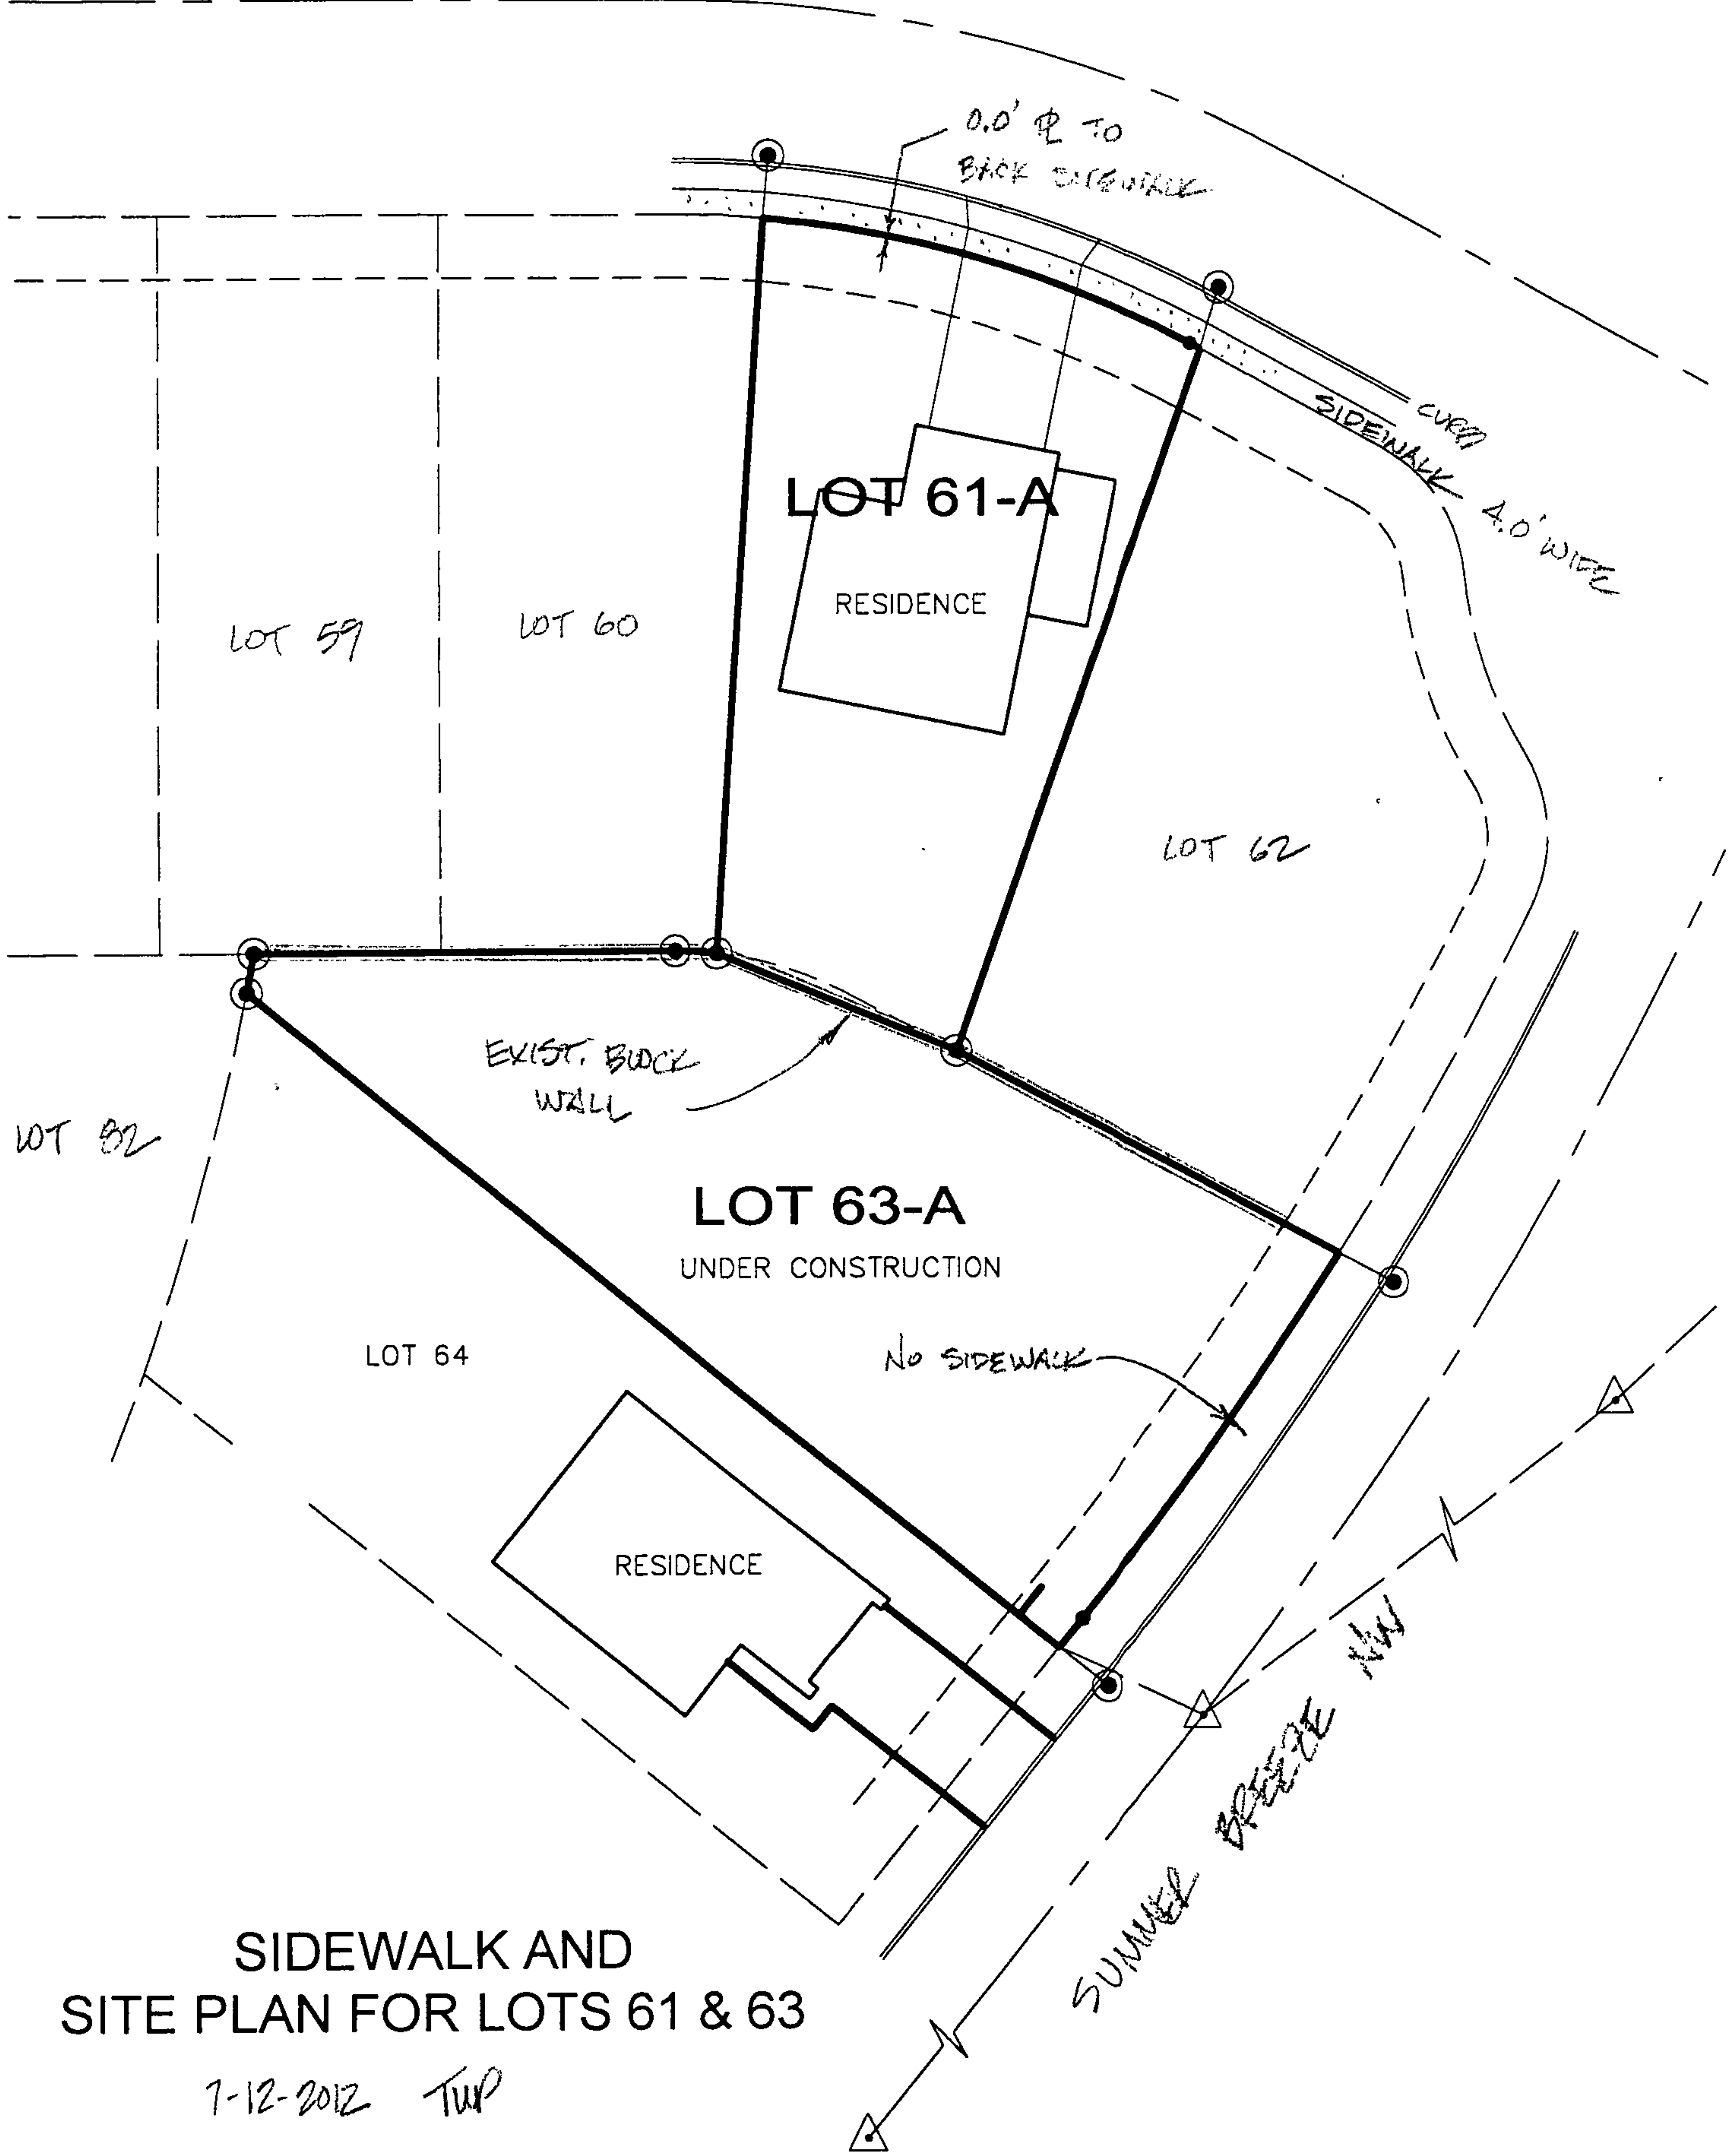 0.0' ⅊ TO
BACK SIDEWALK
CURB
SIDEWALK 4.0' WIDE
LOT 61-A
RESIDENCE
LOT 59
LOT 60
LOT 62
EXIST. BLOCK
WALL
LOT 82
LOT 63-A
UNDER CONSTRUCTION
LOT 64
NO SIDEWALK
RESIDENCE
SUMMER BREEZE NW
SIDEWALK AND
SITE PLAN FOR LOTS 61 & 63
7-12-2012 TWP